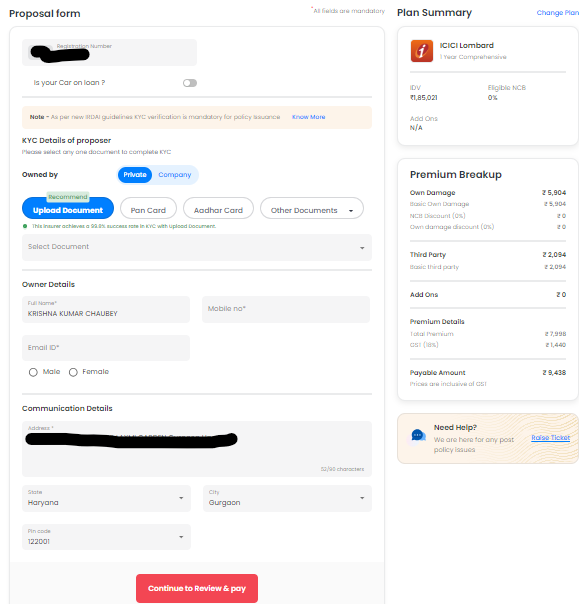 Proposal form
*All fields are mandatory
Registration Number
Is your Car on loan ?
Note - As per new IRDAI guidelines KYC verification is mandatory for policy issuance Know More
KYC Details of proposer
Please select any one document to complete KYC
Owned by Private Company
Recommend
Upload Document Pan Card Aadhar Card Other Documents
This insurer achieves a 99.8% success rate in KYC with Upload Document.
Select Document
Owner Details
Full Name*
KRISHNA KUMAR CHAUBEY
Mobile no*
Email ID*
Male Female
Communication Details
Address *
52/90 characters
State
Haryana
City
Gurgaon
Pin code
122001
Continue to Review & pay
Plan Summary Change Plan
ICICI Lombard
1 Year Comprehensive
IDV Eligible NCB
₹1,85,021 0%
Add Ons
N/A
Premium Breakup
Own Damage ₹ 5,904
Basic Own Damage ₹ 5,904
NCB Discount (0%) ₹ 0
Own damage discount (0%) ₹ 0
Third Party ₹ 2,094
Basic third party ₹ 2,094
Add Ons ₹ 0
Premium Details
Total Premium ₹ 7,998
GST (18%) ₹ 1,440
Payable Amount ₹ 9,438
Prices are inclusive of GST
Need Help?
We are here for any post
policy issues
Raise Ticket